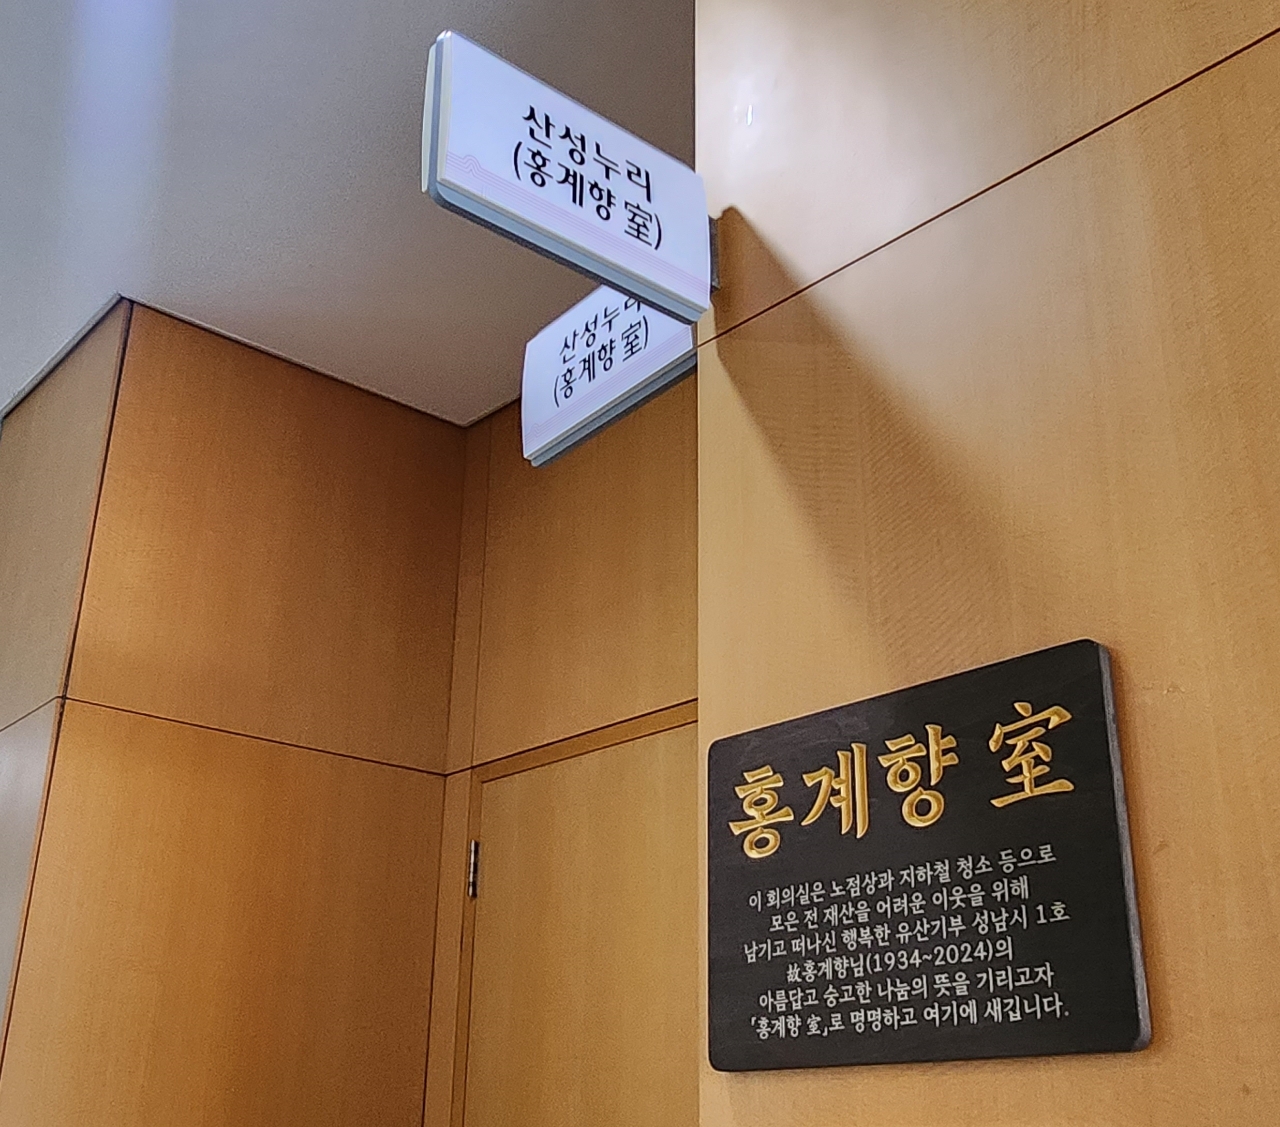 산성누리
(홍계향 室)
산성누리
(홍계향 室)
홍계향 室
이 회의실은 노점상과 지하철 청소 등으로
모은 전 재산을 어려운 이웃을 위해
남기고 떠나신 행복한 유산기부 성남시 1호
故홍계향님(1934~2024)의
아름답고 숭고한 나눔의 뜻을 기리고자
「홍계향 室」로 명명하고 여기에 새깁니다.